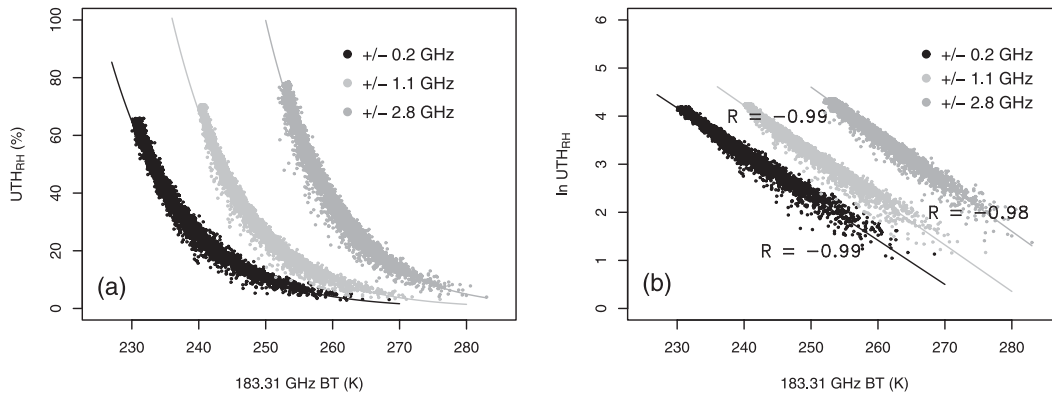 100
80
60
40
20
0
UTHRH (%)
+/− 0.2 GHz
+/− 1.1 GHz
+/− 2.8 GHz
(a)
230 240 250 260 270 280
183.31 GHz BT (K)
6
5
4
3
2
1
0
ln UTHRH
+/− 0.2 GHz
+/− 1.1 GHz
+/− 2.8 GHz
R = −0.99
R = −0.98
R = −0.99
(b)
230 240 250 260 270 280
183.31 GHz BT (K)